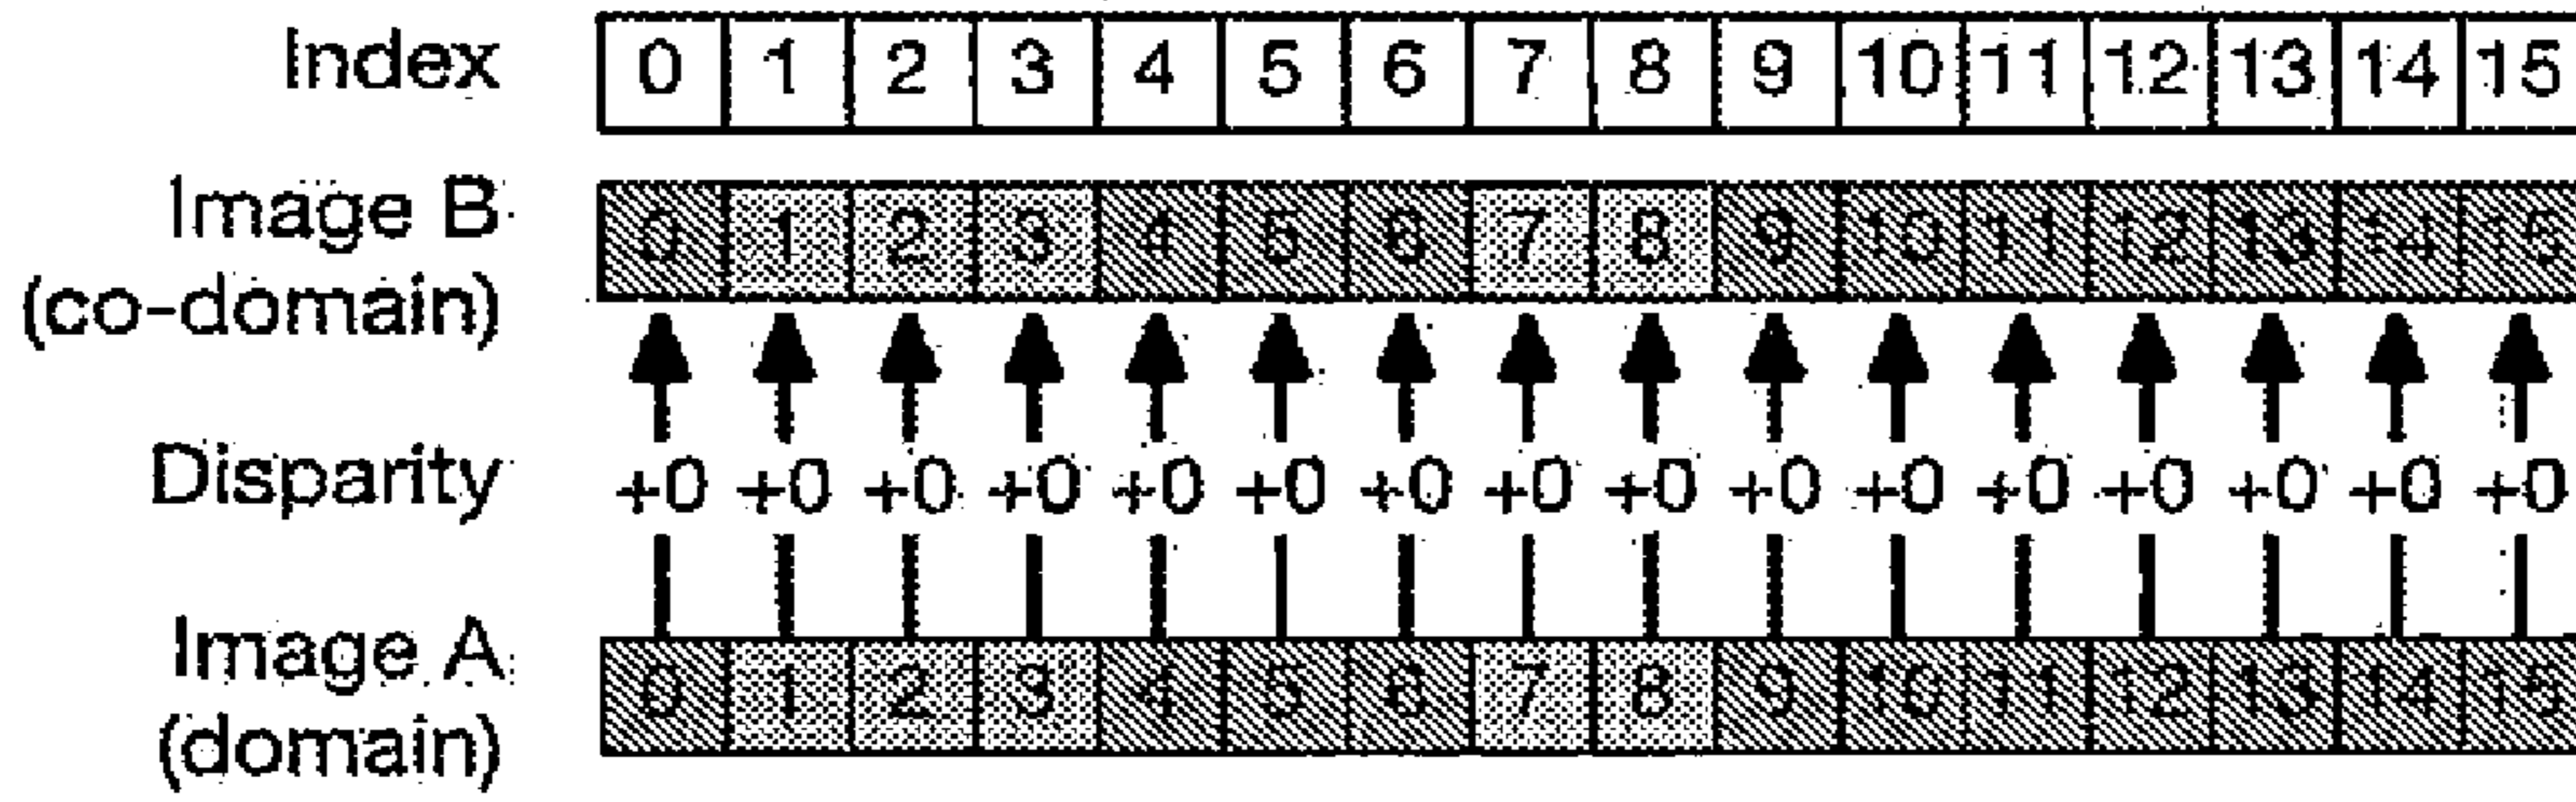 Index 0 1 2 3 4 5 6 7 8 9 10 11 12 13 14 15
Image B 0 1 2 3 4 5 6 7 8 9 10 11 12 13 14 15
(co-domain)
Disparity +0 +0 +0 +0 +0 +0 +0 +0 +0 +0 +0 +0 +0 +0 +0 +0
Image A 0 1 2 3 4 5 6 7 8 9 10 11 12 13 14 15
(domain)